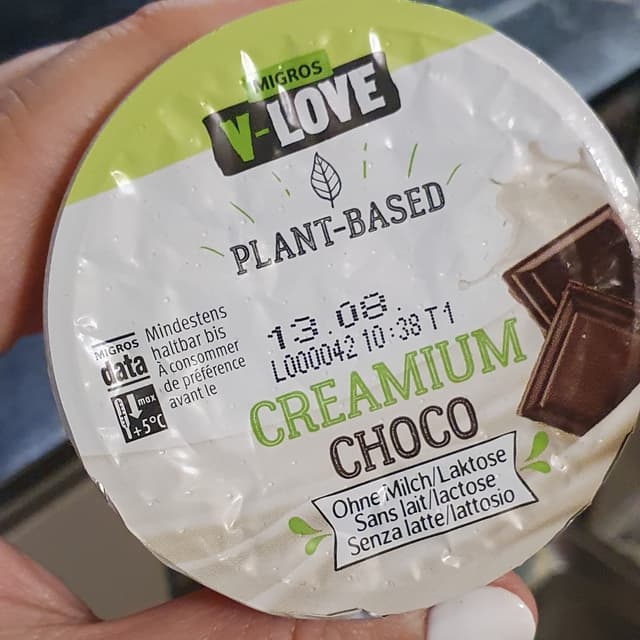 MIGROS
V-LOVE
PLANT-BASED
MIGROS
data
max
+5°C
Mindestens
haltbar bis
À consommer
de préférence
avant le
13.08.
L000042 10:38 T1
CREAMIUM
CHOCO
Ohne Milch/Laktose
Sans lait/lactose
Senza latte/lattosio